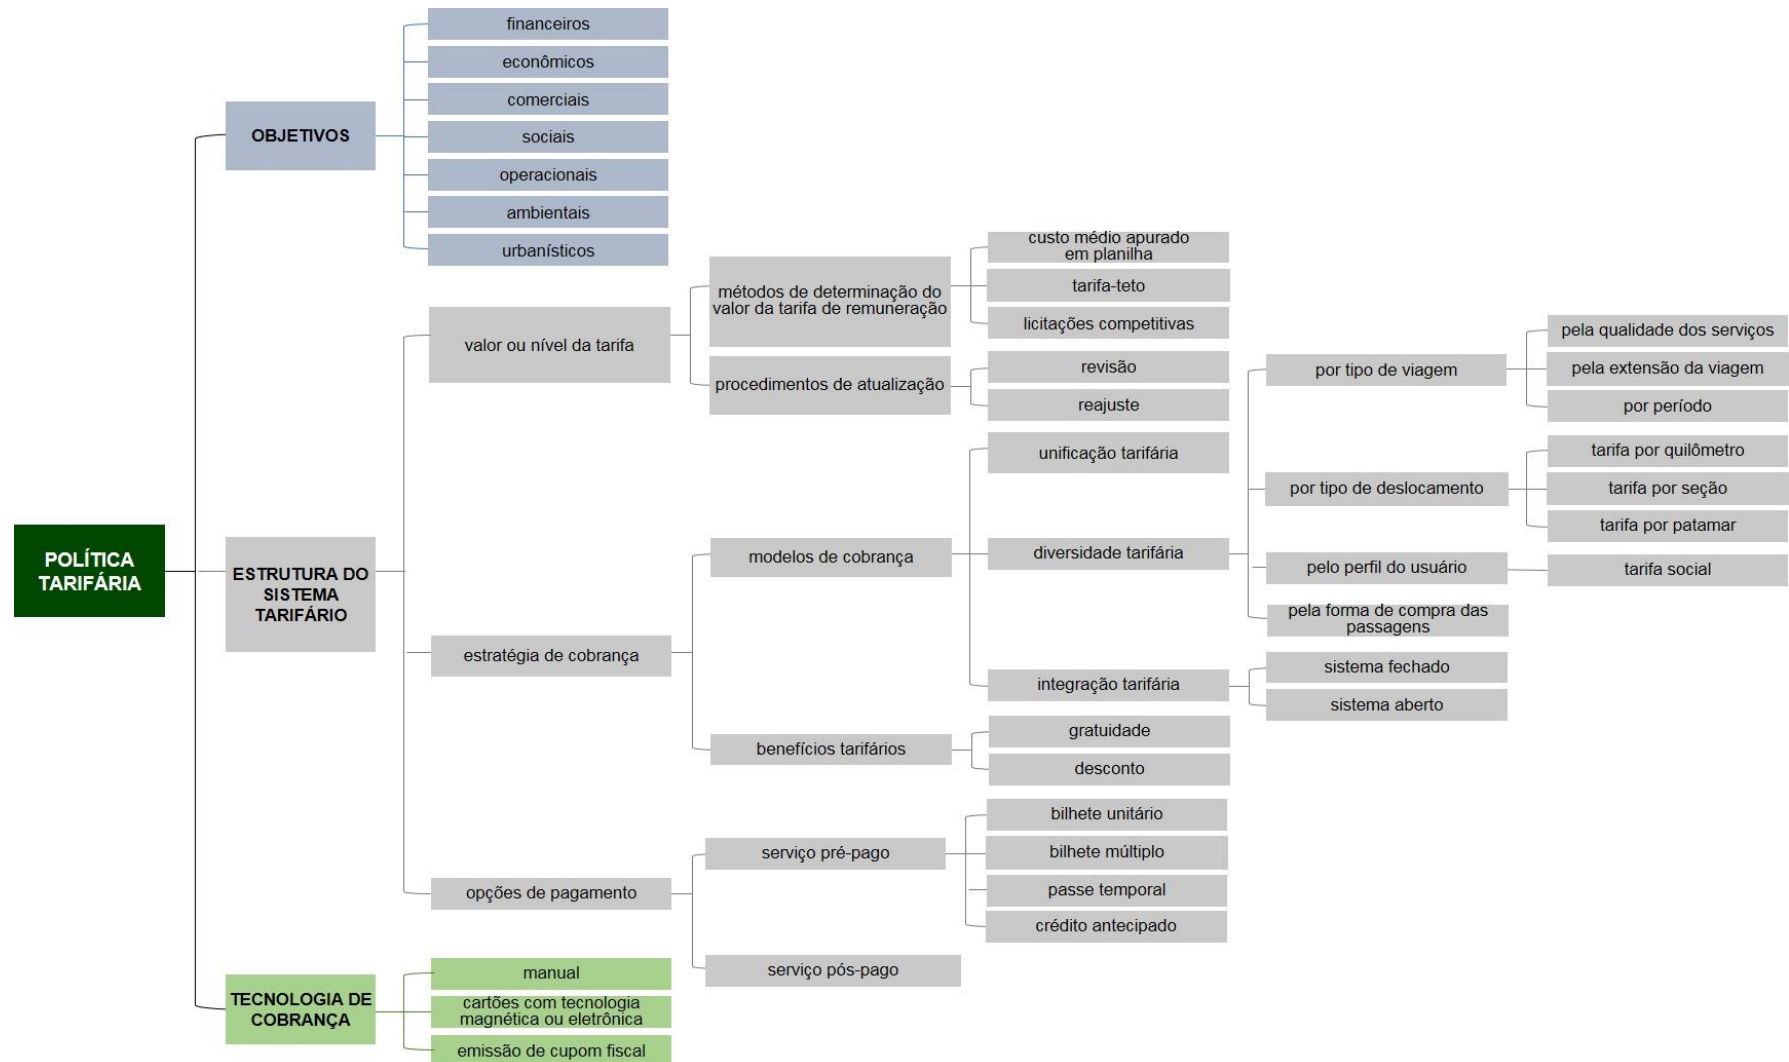 POLÍTICA
TARIFÁRIA
OBJETIVOS
financeiros
econômicos
comerciais
sociais
operacionais
ambientais
urbanísticos
ESTRUTURA DO
SISTEMA
TARIFÁRIO
valor ou nível da tarifa
métodos de determinação do
valor da tarifa de remuneração
custo médio apurado
em planilha
tarifa-teto
licitações competitivas
procedimentos de atualização
revisão
reajuste
estratégia de cobrança
modelos de cobrança
unificação tarifária
diversidade tarifária
por tipo de viagem
pela qualidade dos serviços
pela extensão da viagem
por período
por tipo de deslocamento
tarifa por quilômetro
tarifa por seção
tarifa por patamar
pelo perfil do usuário
tarifa social
pela forma de compra das
passagens
integração tarifária
sistema fechado
sistema aberto
benefícios tarifários
gratuidade
desconto
opções de pagamento
serviço pré-pago
bilhete unitário
bilhete múltiplo
passe temporal
crédito antecipado
serviço pós-pago
TECNOLOGIA DE
COBRANÇA
manual
cartões com tecnologia
magnética ou eletrônica
emissão de cupom fiscal